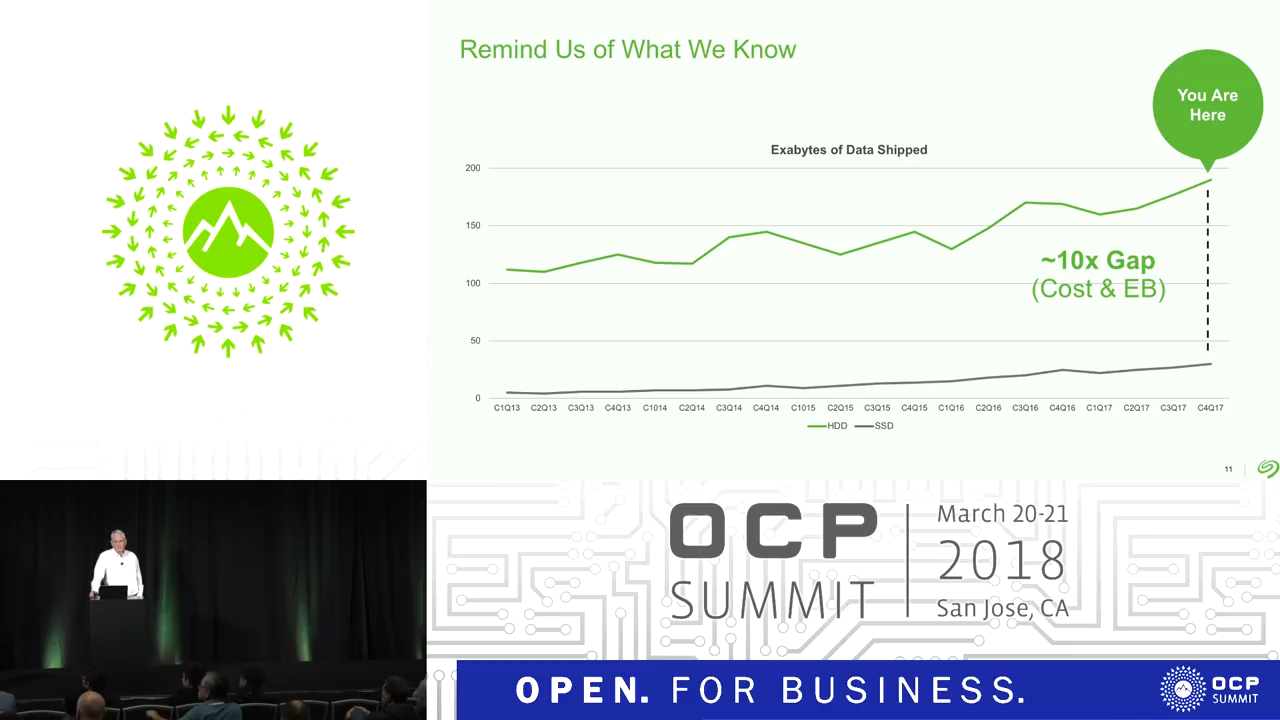 Remind Us of What We Know
You Are
Here
Exabytes of Data Shipped
200
150
100
50
0
~10x Gap
(Cost & EB)
C1Q13 C2Q13 C3Q13 C4Q13 C1014 C2Q14 C3Q14 C4Q14 C1015 C2Q15 C3Q15 C4Q15 C1Q16 C2Q16 C3Q16 C4Q16 C1Q17 C2Q17 C3Q17 C4Q17
HDD SSD
11
OCP
SUMMIT
March 20-21
2018
San Jose, CA
OPEN. FOR BUSINESS.
OCP
SUMMIT